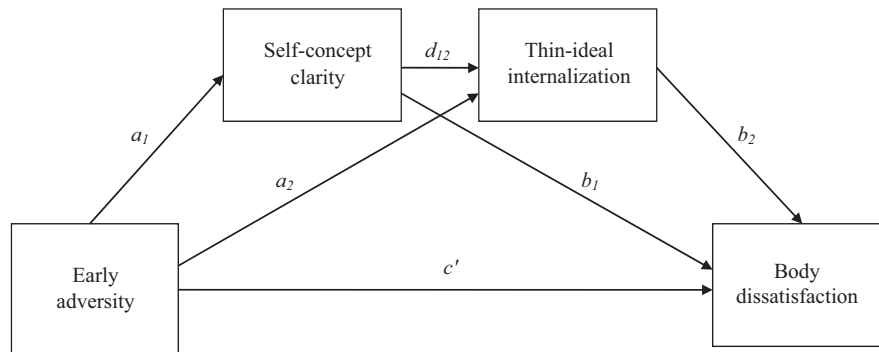 Self-concept
clarity
d12
Thin-ideal
internalization
a1
a2
b1
b2
Early
adversity
c'
Body
dissatisfaction